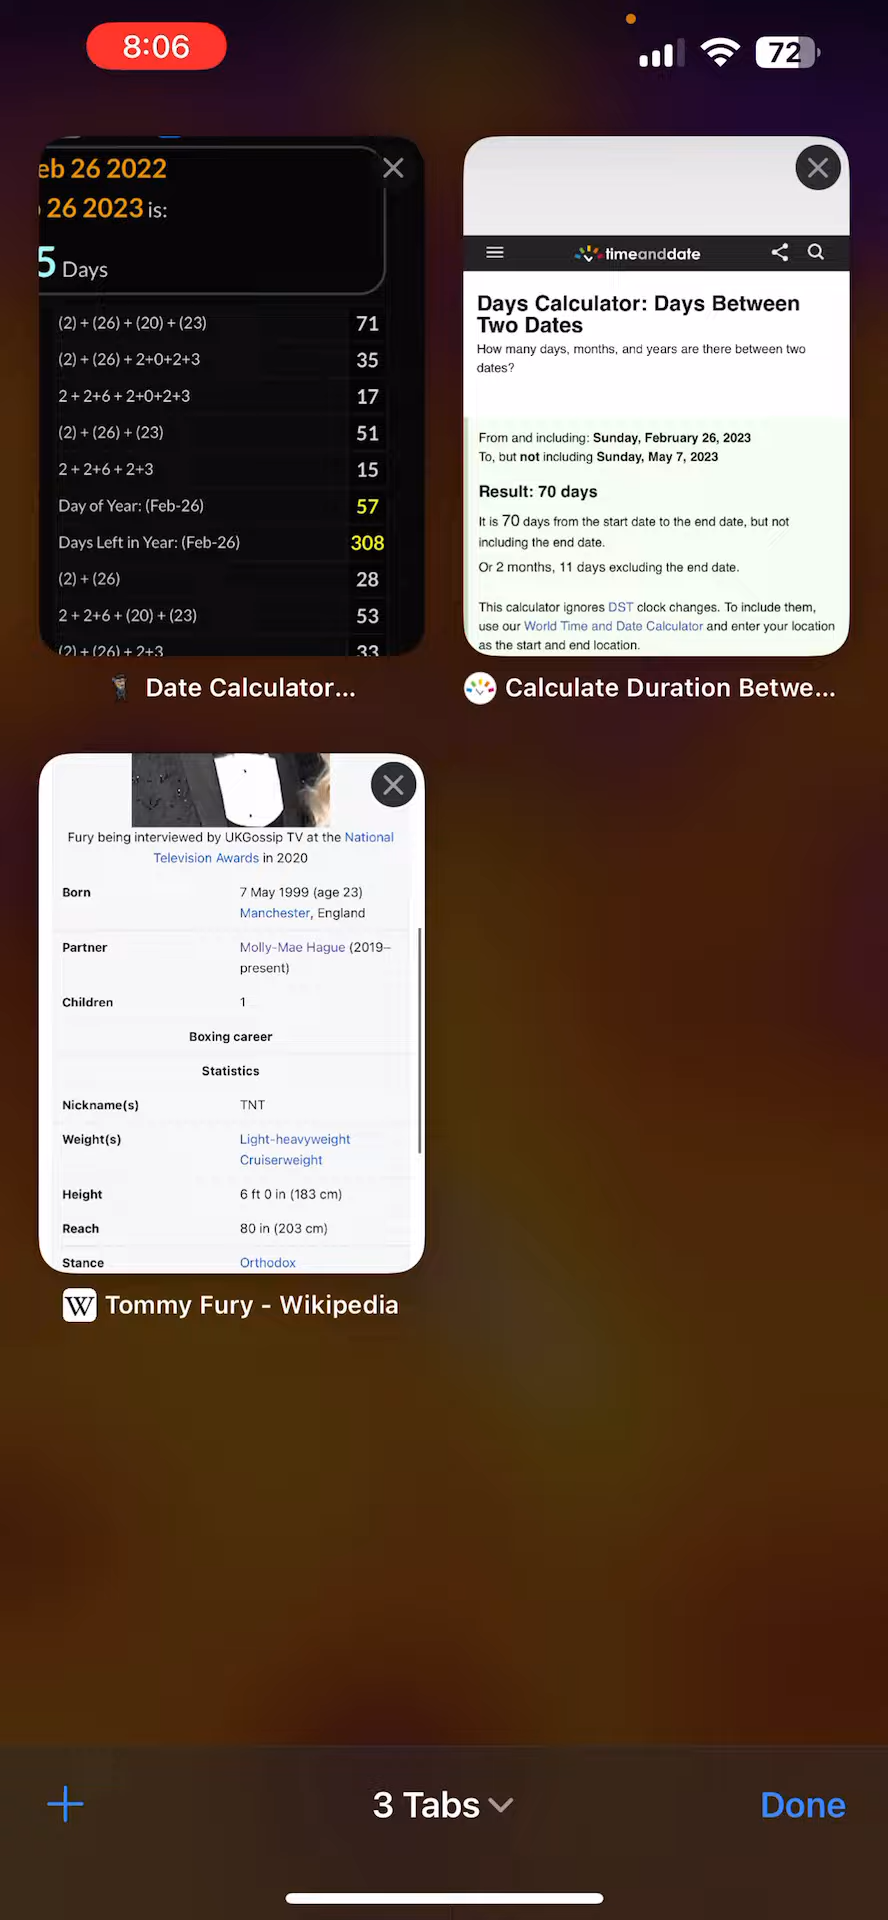 8:06
72
eb 26 2022
26 2023 is:
5 Days
(2) + (26) + (20) + (23) 71
(2) + (26) + 2+0+2+3 35
2 + 2+6 + 2+0+2+3 17
(2) + (26) + (23) 51
2 + 2+6 + 2+3 15
Day of Year: (Feb-26) 57
Days Left in Year: (Feb-26) 308
(2) + (26) 28
2 + 2+6 + (20) + (23) 53
(2) + (26) + 2+3 33
Date Calculator...
timeanddate
Days Calculator: Days Between
Two Dates
How many days, months, and years are there between two
dates?
From and including: Sunday, February 26, 2023
To, but not including Sunday, May 7, 2023
Result: 70 days
It is 70 days from the start date to the end date, but not
including the end date.
Or 2 months, 11 days excluding the end date.
This calculator ignores DST clock changes. To include them,
use our World Time and Date Calculator and enter your location
as the start and end location.
Calculate Duration Betwe...
Fury being interviewed by UKGossip TV at the National
Television Awards in 2020
Born 7 May 1999 (age 23)
Manchester, England
Partner Molly-Mae Hague (2019–
present)
Children 1
Boxing career
Statistics
Nickname(s) TNT
Weight(s) Light-heavyweight
Cruiserweight
Height 6 ft 0 in (183 cm)
Reach 80 in (203 cm)
Stance Orthodox
W Tommy Fury - Wikipedia
3 Tabs
Done